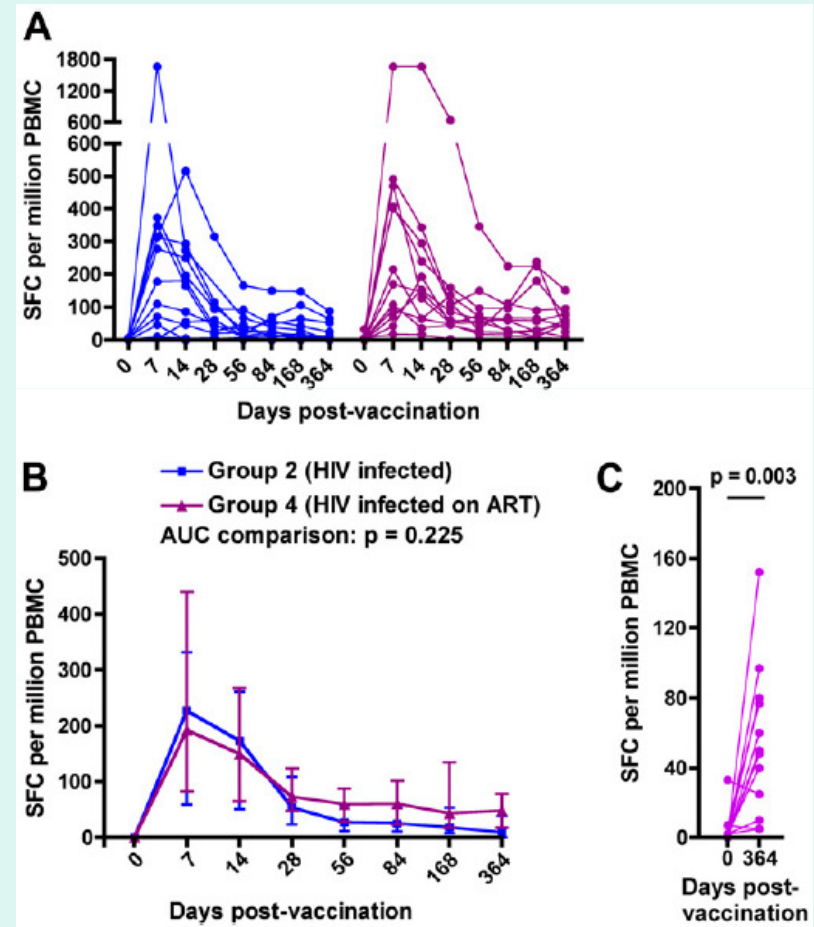 A
SFC per million PBMC
1800
1200
600
600
500
400
300
200
100
0
0 7 14 28 56 84 168 364 0 7 14 28 56 84 168 364
Days post-vaccination
B
Group 2 (HIV infected)
Group 4 (HIV infected on ART)
AUC comparison: p = 0.225
SFC per million PBMC
500
400
300
200
100
0
0 7 14 28 56 84 168 364
Days post-vaccination
C
p = 0.003
SFC per million PBMC
200
160
120
80
40
0
0 364
Days post-
vaccination